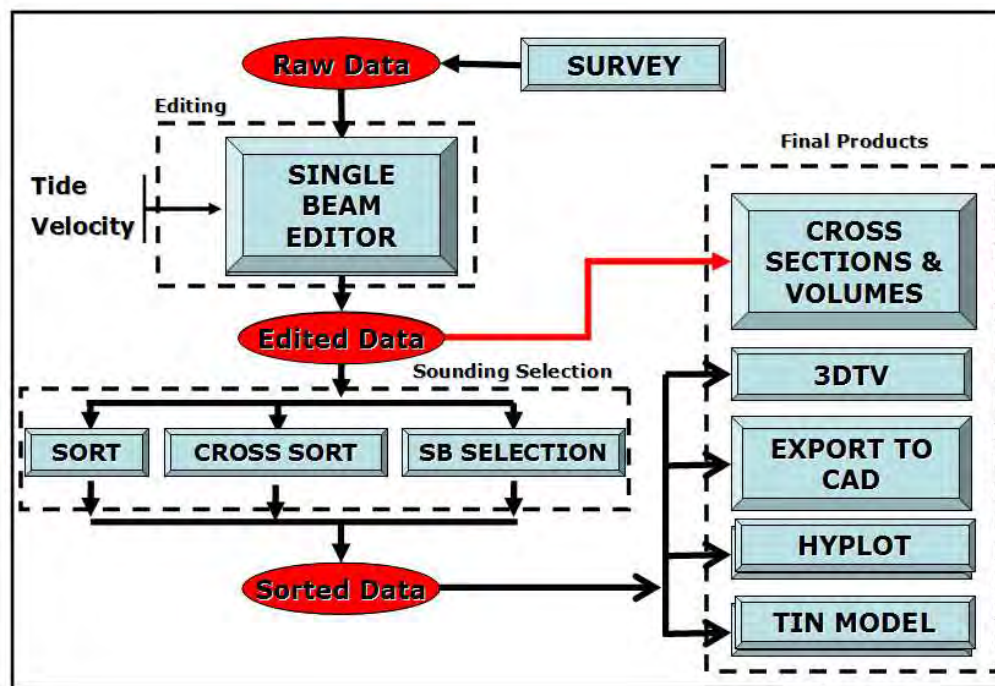 Raw Data
SURVEY
Editing
Tide
Velocity
SINGLE
BEAM
EDITOR
Final Products
CROSS
SECTIONS &
VOLUMES
Edited Data
Sounding Selection
SORT
CROSS SORT
SB SELECTION
3DTV
EXPORT TO
CAD
HYPLOT
Sorted Data
TIN MODEL